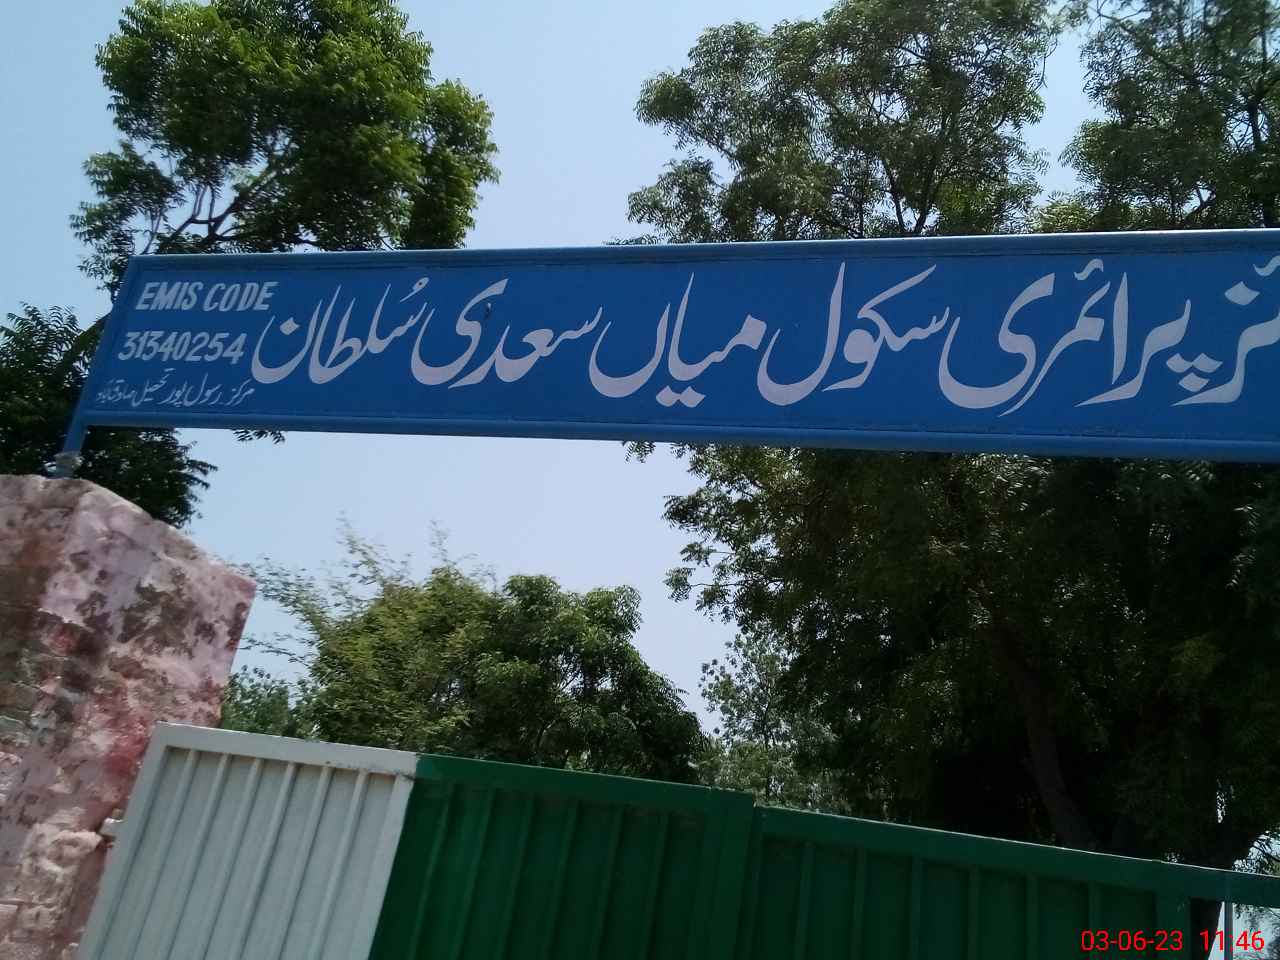 ئز پرائمری سکول میاں سعدی سُلطان
EMIS CODE
31340254
مرکز رسول پور تحصیل صادق آباد
03-06-23 11:46